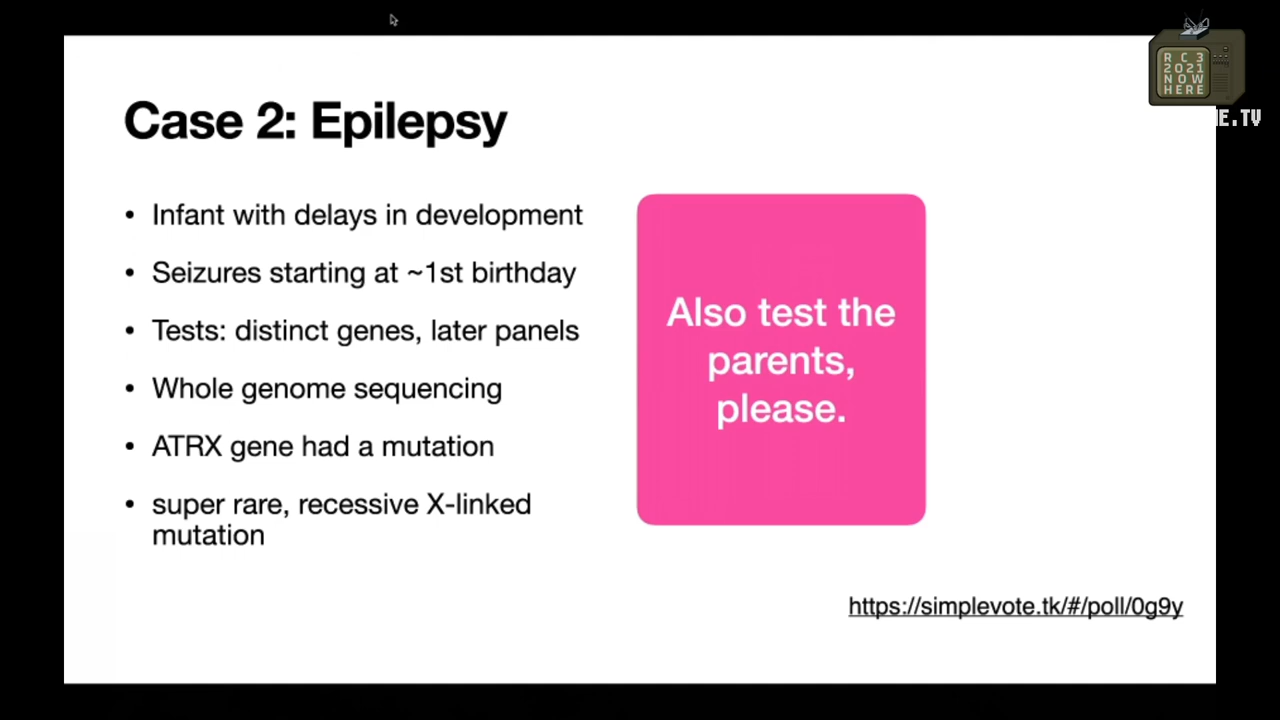 Case 2: Epilepsy
• Infant with delays in development
• Seizures starting at ~1st birthday
• Tests: distinct genes, later panels
• Whole genome sequencing
• ATRX gene had a mutation
• super rare, recessive X-linked
mutation
Also test the
parents,
please.
https://simplevote.tk/#/poll/0g9y
RC3
2021
NOW
HERE
E.TV